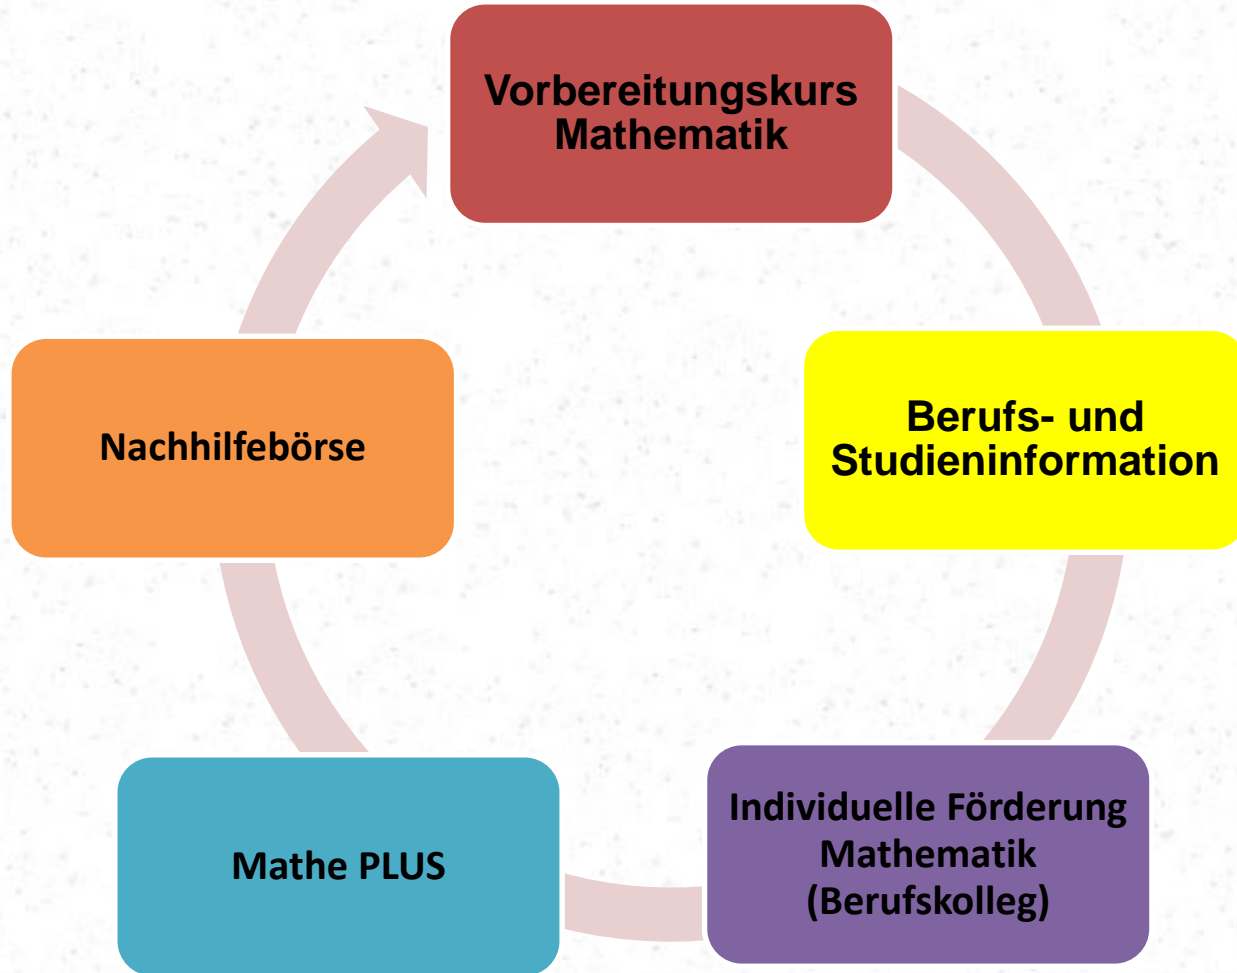 Vorbereitungskurs
Mathematik
Berufs- und
Studieninformation
Individuelle Förderung
Mathematik
(Berufskolleg)
Mathe PLUS
Nachhilfebörse